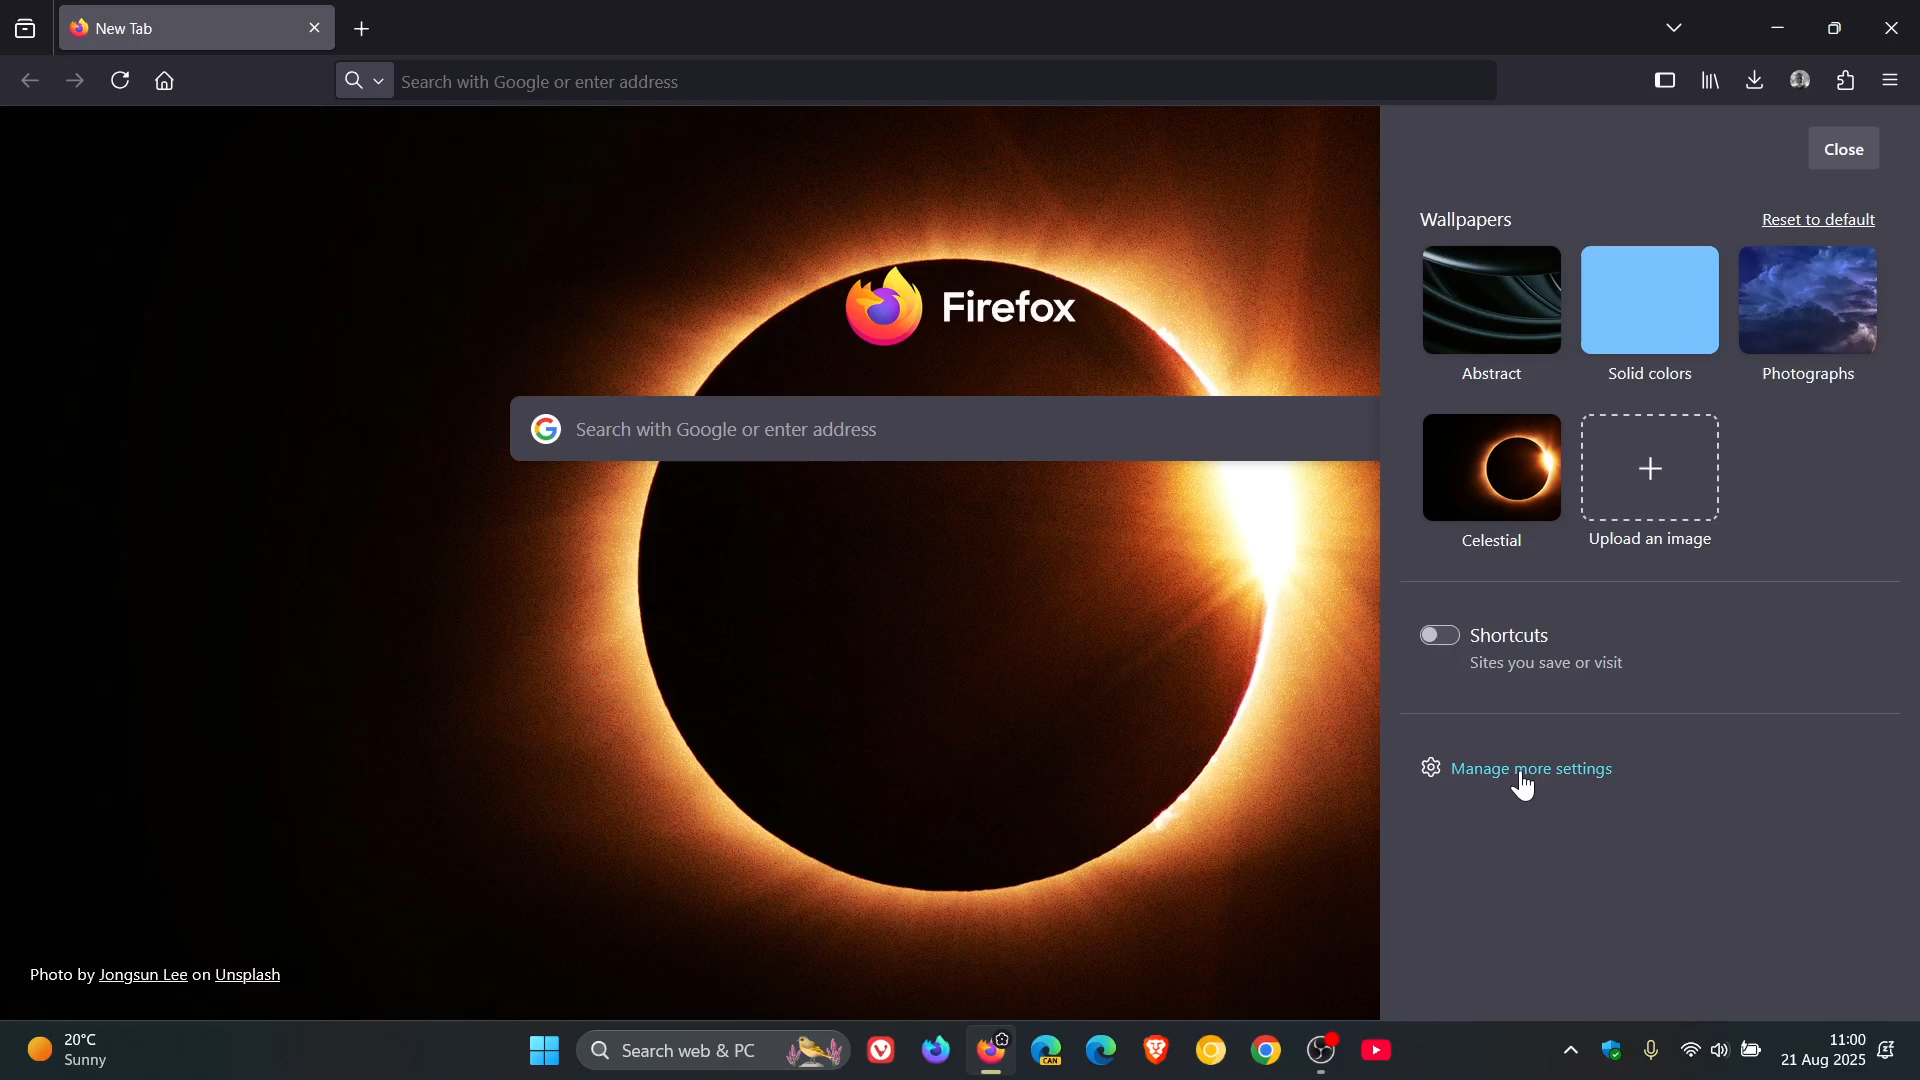 New Tab
Search with Google or enter address
Close
Wallpapers
Reset to default
Abstract
Solid colors
Photographs
Firefox
Search with Google or enter address
Celestial
Upload an image
Shortcuts
Sites you save or visit
Manage more settings
Photo by Jongsun Lee on Unsplash
20°C
Sunny
Search web & PC
CAN
11:00
21 Aug 2025